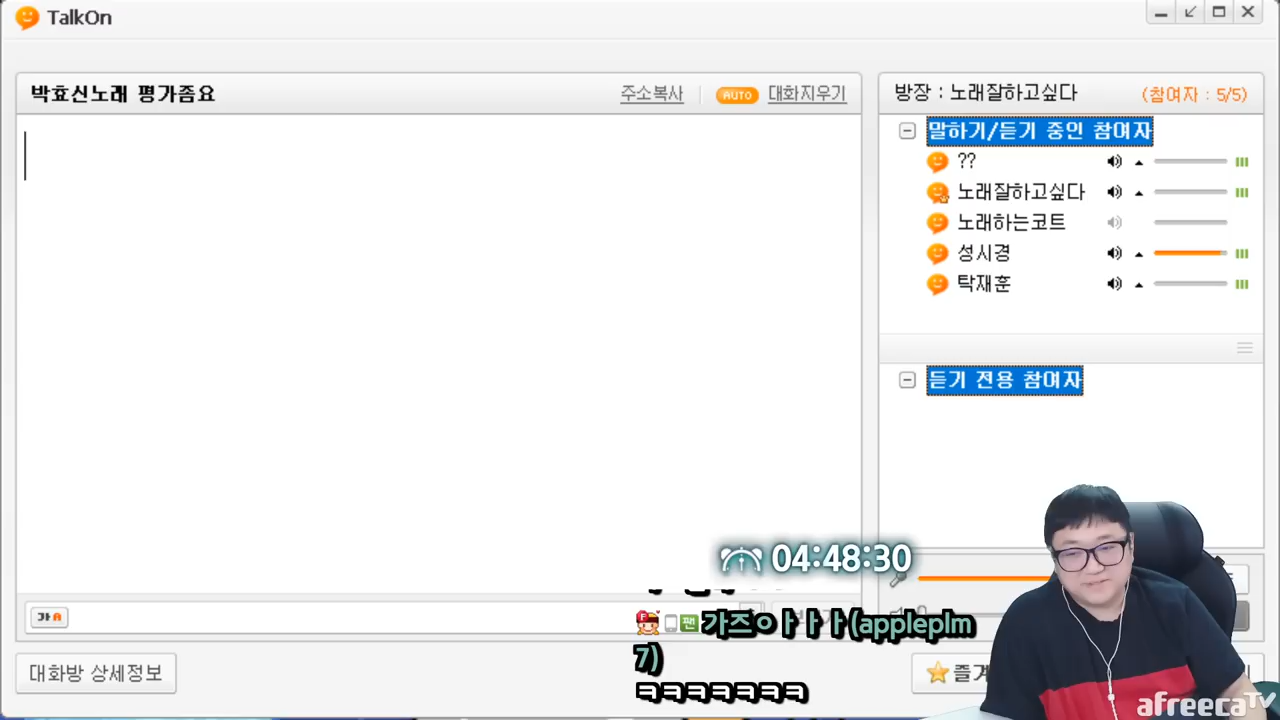 TalkOn
박효신노래 평가좀요
주소복사
AUTO
대화지우기
방장 : 노래잘하고싶다
(참여자 : 5/5)
말하기/듣기 중인 참여자
??
노래잘하고싶다
노래하는코트
성시경
탁재훈
듣기 전용 참여자
04:48:30
가
팬 가즈ㅇㅏㅏㅏ(appleplm
7)
ㅋㅋㅋㅋㅋㅋㅋ
대화방 상세정보
afreecaTV